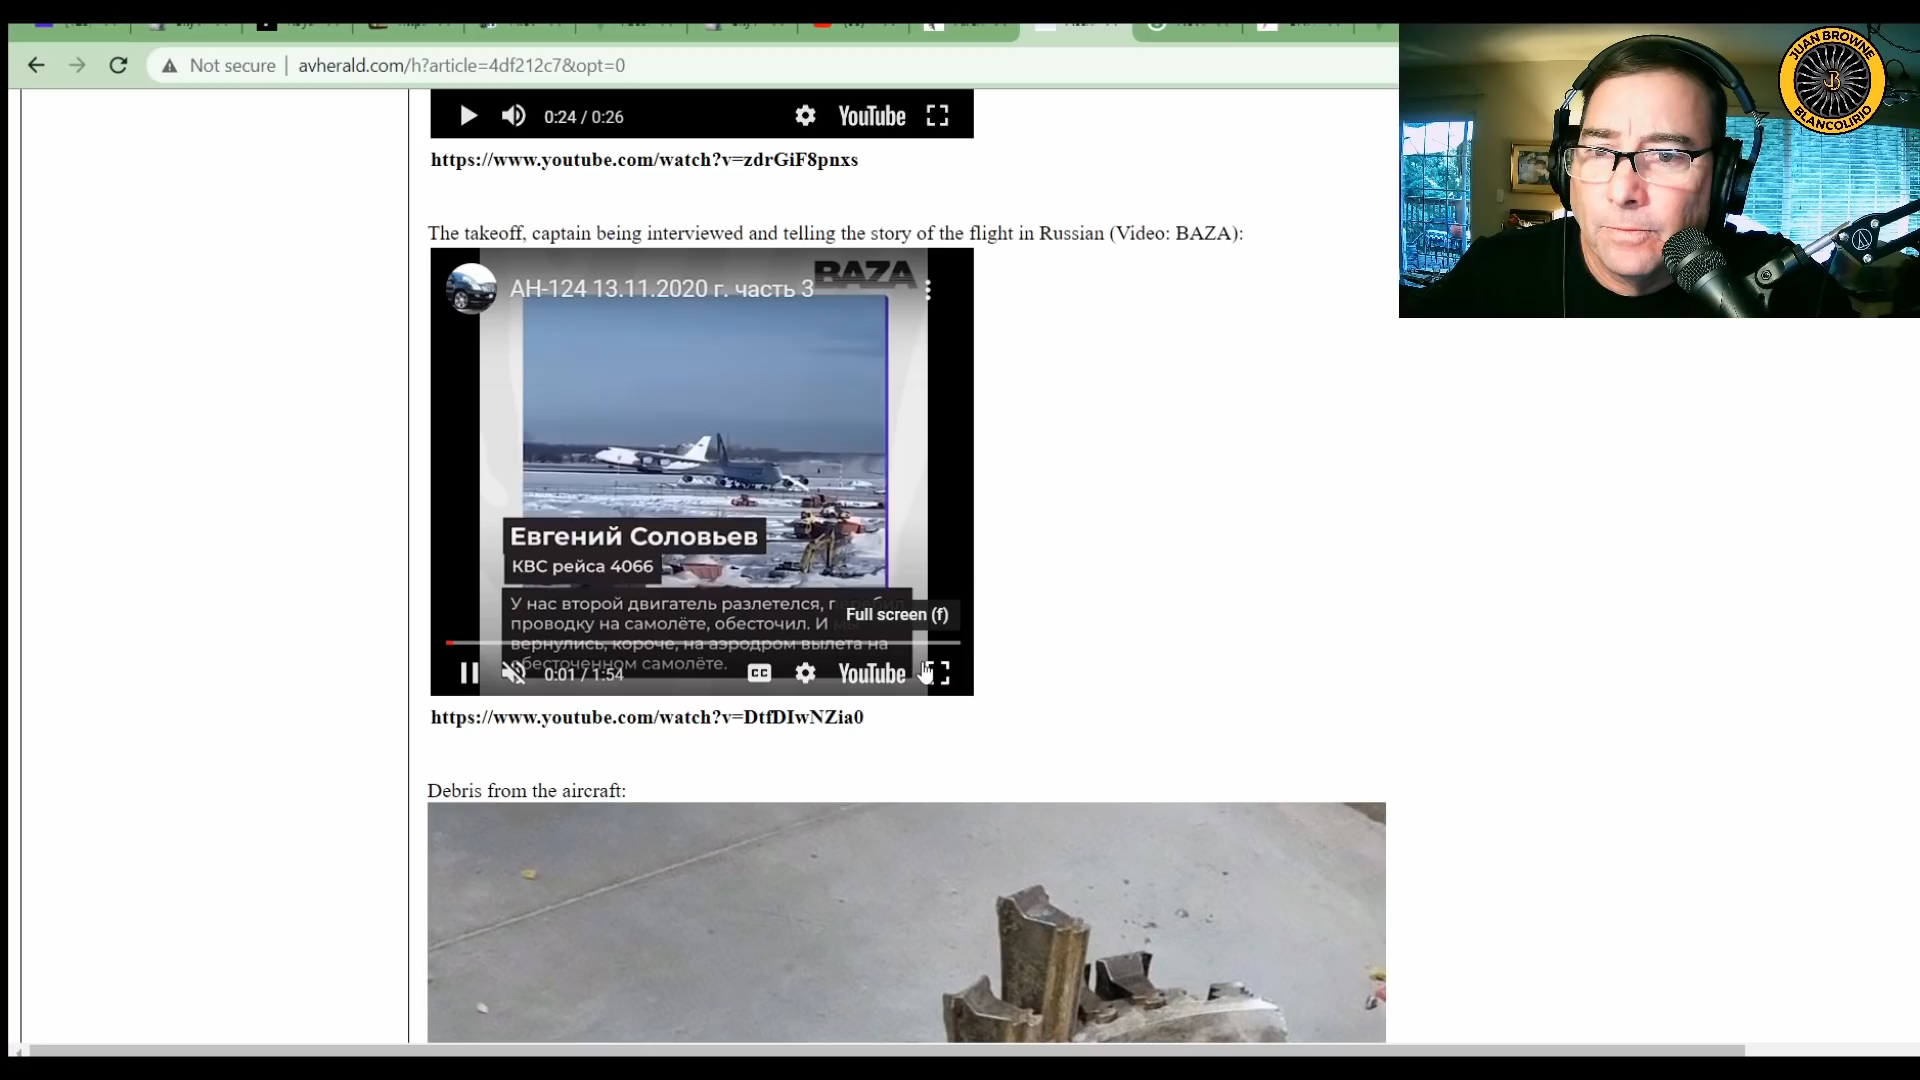 Not secure
avherald.com/h?article=4df212c7&opt=0
JUAN BROWNE
JB
BLANCOLIRIO
0:24 / 0:26
YouTube
https://www.youtube.com/watch?v=zdrGiF8pnxs
The takeoff, captain being interviewed and telling the story of the flight in Russian (Video: BAZA):
BAZA
АН-124 13.11.2020 г. часть 3
Евгений Соловьев
КВС рейса 4066
У нас второй двигатель разлетелся,
проводку на самолёте, обесточил. И мы
вернулись, короче, на аэродром вылета на
обесточенном самолёте.
Full screen (f)
0:01 / 1:54
CC
YouTube
https://www.youtube.com/watch?v=DtfDIwNZia0
Debris from the aircraft: